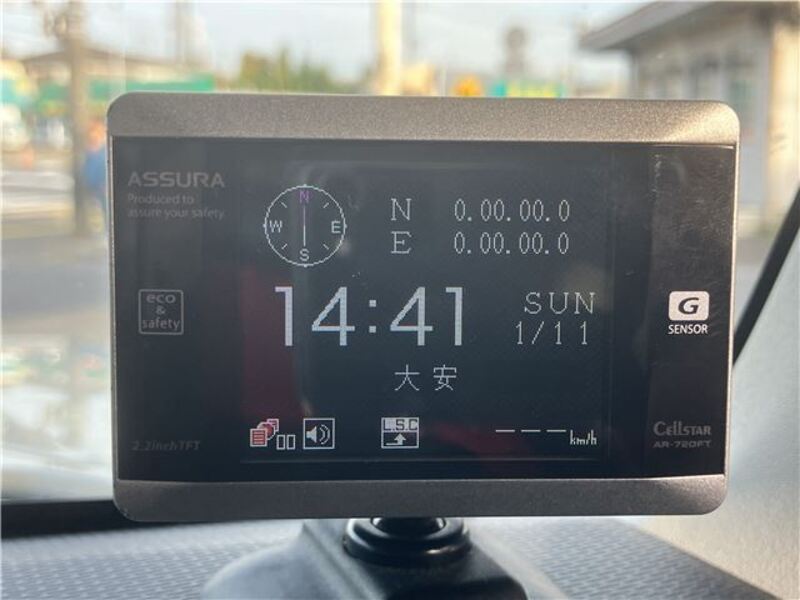 ASSURA
Produced to
assure your safety.
N
W E
S
N 0.00.00.0
E 0.00.00.0
eco
&
safety
14:41
SUN
1/11
大安
G
SENSOR
L.S.C
---km/h
2.2inchTFT
CELLSTAR
AR-720FT